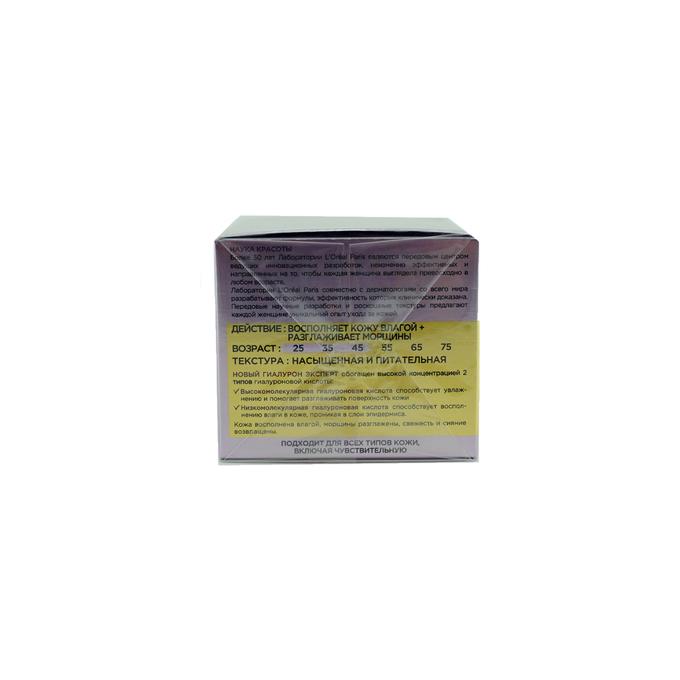 НАУКА КРАСОТЫ
Более 50 лет Лаборатории L'Oréal Paris являются передовым центром
ведущих инновационных разработок, неизменно эффективных и
направленных на то, чтобы каждая женщина выглядела превосходно в
любом возрасте.
Лаборатории L'Oréal Paris совместно с дерматологами со всего мира
разрабатывает формулы, эффективность которых клинически доказана.
Передовые научные разработки и роскошные текстуры предлагают
каждой женщине уникальный опыт ухода за кожей.
ДЕЙСТВИЕ : ВОСПОЛНЯЕТ КОЖУ ВЛАГОЙ +
РАЗГЛАЖИВАЕТ МОРЩИНЫ
ВОЗРАСТ : 25 35 45 55 65 75
ТЕКСТУРА : НАСЫЩЕННАЯ И ПИТАТЕЛЬНАЯ
НОВЫЙ ГИАЛУРОН ЭКСПЕРТ обогащен высокой концентрацией 2
типов гиалуроновой кислоты:
✓Высокомолекулярная гиалуроновая кислота способствует увлаж-
нению и помогает разглаживать поверхность кожи
✓Низкомолекулярная гиалуроновая кислота способствует воспол-
нению влаги в коже, проникая в слои эпидермиса.
Кожа восполнена влагой, морщины разглажены, свежесть и сияние
возвращены.
ПОДХОДИТ ДЛЯ ВСЕХ ТИПОВ КОЖИ,
ВКЛЮЧАЯ ЧУВСТВИТЕЛЬНУЮ